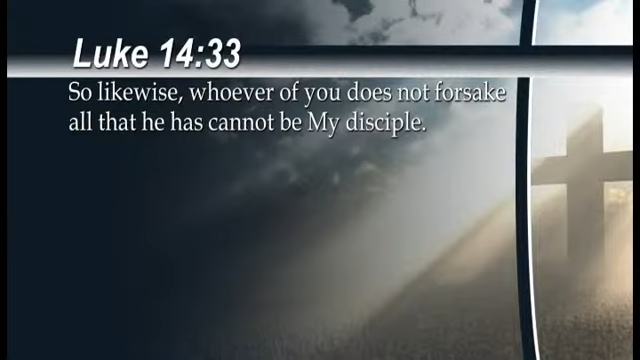 Luke 14:33
So likewise, whoever of you does not forsake
all that he has cannot be My disciple.